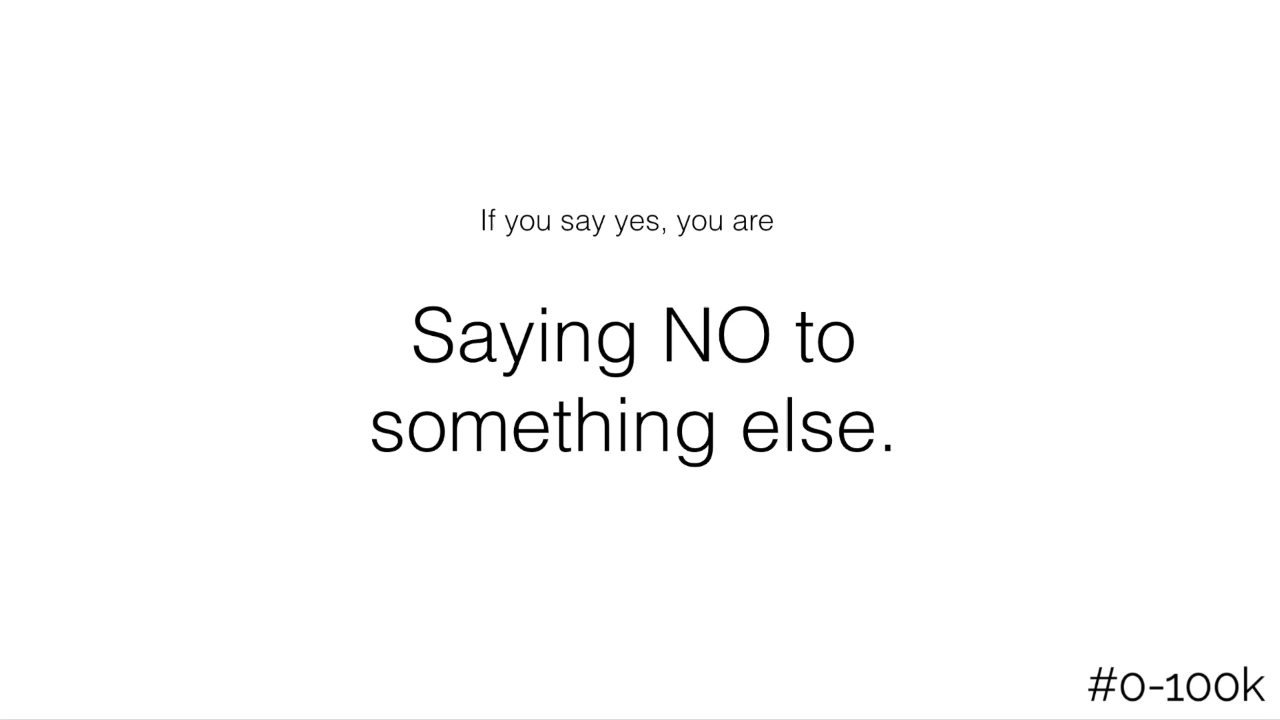 If you say yes, you are
Saying NO to
something else.
#0-100k